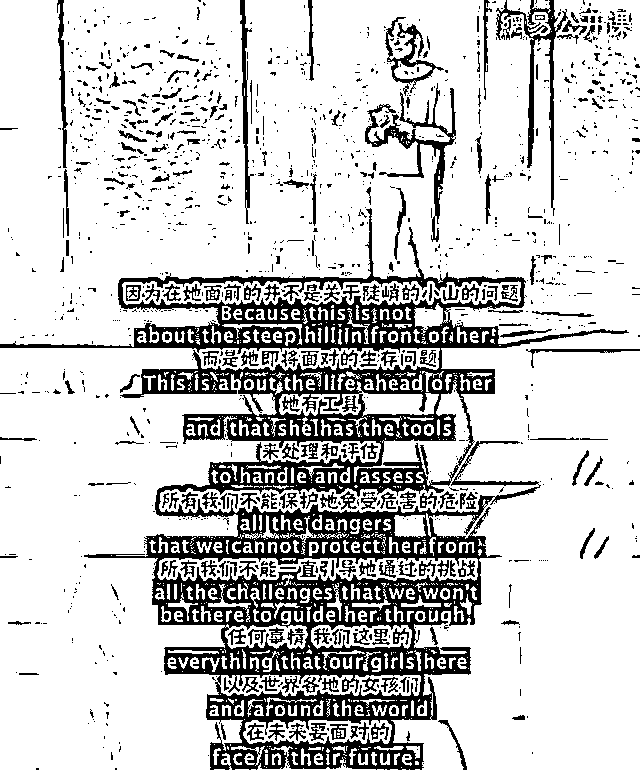 網易公开课
因为在她面前的并不是关于陡峭的小山的问题
Because this is not
about the steep hill in front of her.
而是她即将面对的生存问题
This is about the life ahead of her
她有工具
and that she has the tools
来处理和评估
to handle and assess
所有我们不能保护她免受危害的危险
all the dangers
that we cannot protect her from,
所有我们不能一直引导她通过的挑战
all the challenges that we won't
be there to guide her through,
任何事情 我们这里的
everything that our girls here
以及世界各地的女孩们
and around the world
在未来要面对的
face in their future.